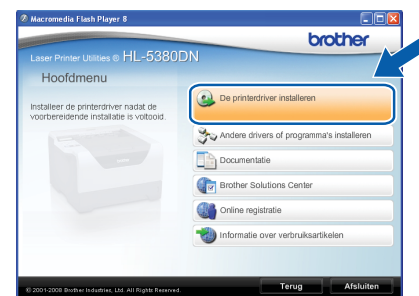 Macromedia Flash Player 8
brother
Laser Printer Utilities ® HL-5380DN
Hoofdmenu
Installeer de printerdriver nadat de
voorbereidende installatie is voltooid.
De printerdriver installeren
Andere drivers of programma's installeren
Documentatie
Brother Solutions Center
Online registratie
Informatie over verbruiksartikelen
© 2001-2008 Brother Industries, Ltd. All Rights Reserved.
Terug
Afsluiten